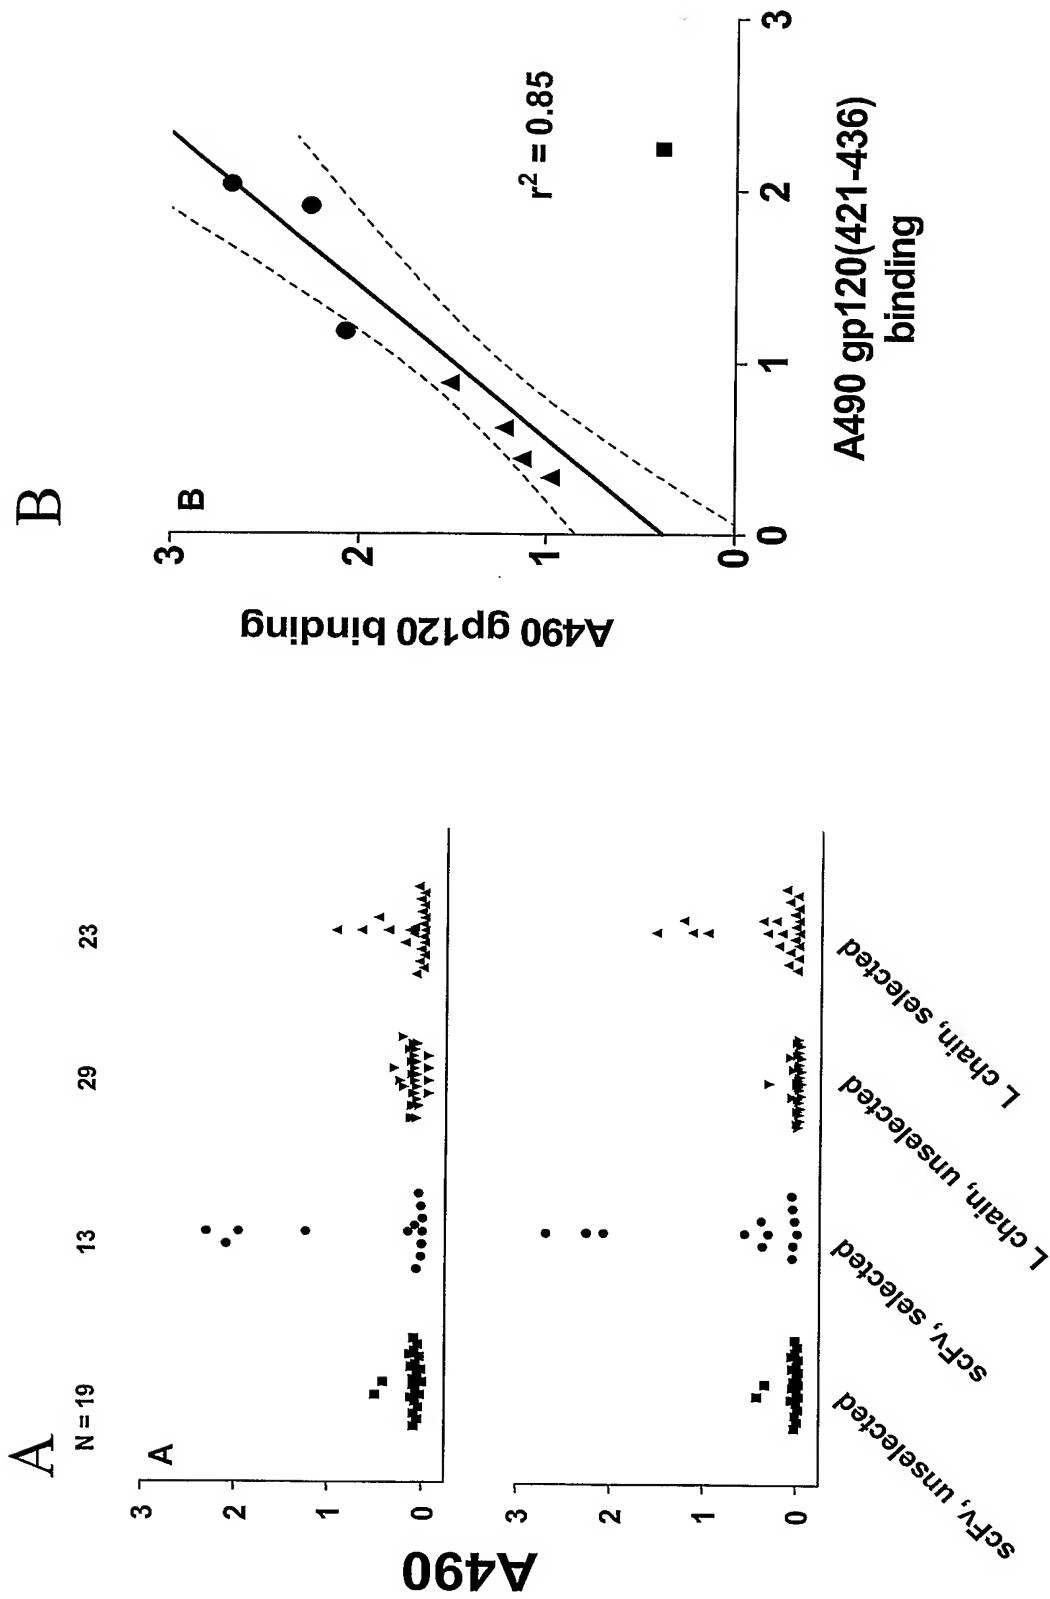 A
N = 19
13
29
23
A
3
2
1
0
3
2
1
0
A490
scFv, unselected
scFv, selected
L chain, unselected
L chain, selected
B
B
3
2
1
0
A490 gp120 binding
r² = 0.85
0
1
2
3
A490 gp120(421-436)
binding